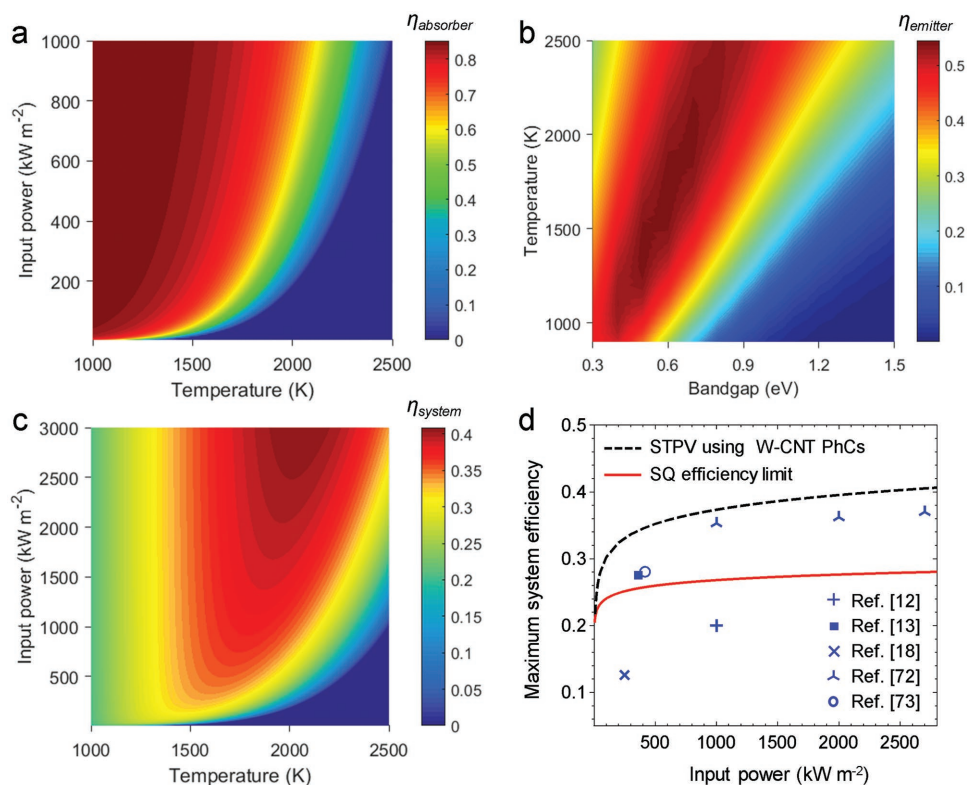 a
η absorber
1000
800
600
400
200
Input power (kW m-2)
1000
1500
2000
2500
Temperature (K)
0.8
0.7
0.6
0.5
0.4
0.3
0.2
0.1
0
b
η emitter
2500
2000
1500
1000
Temperature (K)
0.3
0.6
0.9
1.2
1.5
Bandgap (eV)
0.5
0.4
0.3
0.2
0.1
c
η system
3000
2500
2000
1500
1000
500
Input power (kW m-2)
1000
1500
2000
2500
Temperature (K)
0.4
0.35
0.3
0.25
0.2
0.15
0.1
0.05
0
d
0.5
0.4
0.3
0.2
0.1
Maximum system efficiency
STPV using W-CNT PhCs
SQ efficiency limit
Ref. [12]
Ref. [13]
Ref. [18]
Ref. [72]
Ref. [73]
500
1000
1500
2000
2500
Input power (kW m-2)